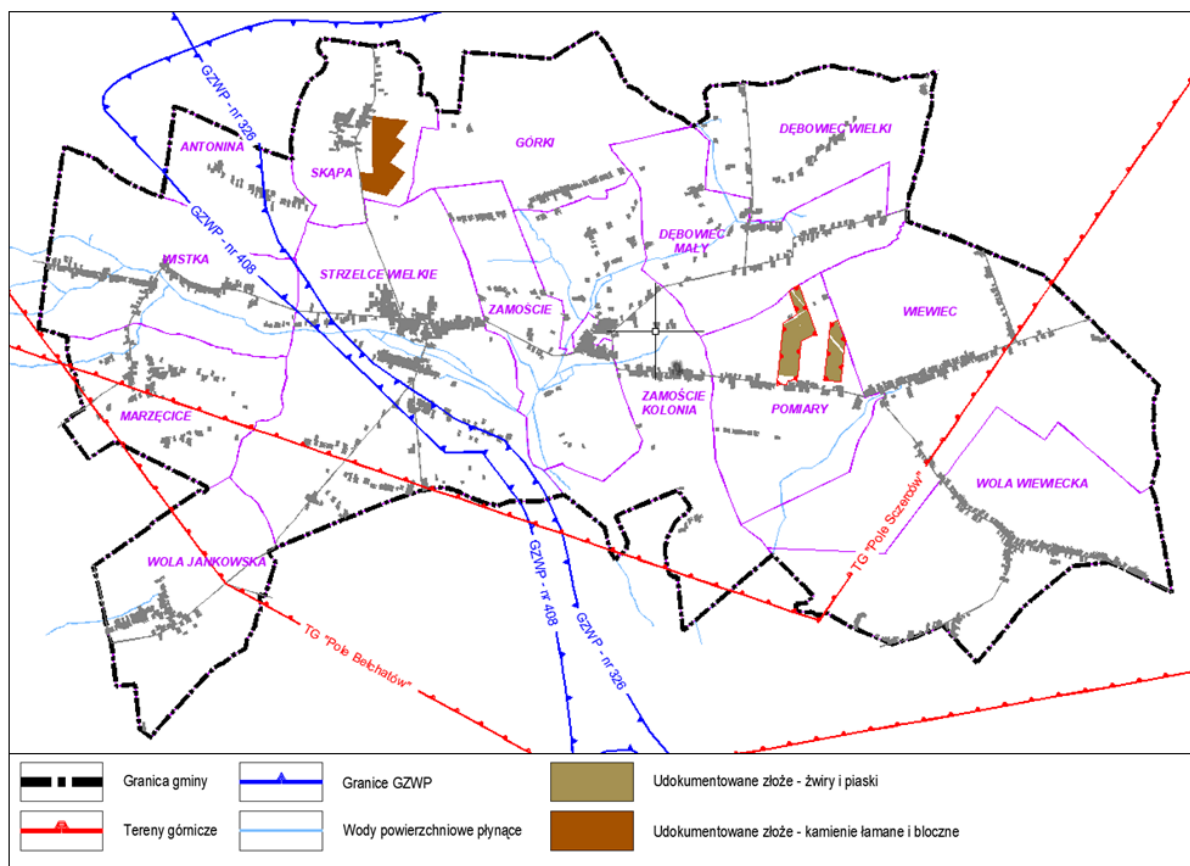 GZWP - nr 326
ANTONINA
SKĄPA
GÓRKI
DĘBOWIEC WIELKI
GZWP - nr 408
WISTKA
STRZELCE WIELKIE
ZAMOŚCIE
DĘBOWIEC
MAŁY
WIEWIEC
MARZĘCICE
ZAMOŚCIE
KOLONIA
POMIARY
WOLA WIEWIECKA
TG "Pole Sczerców"
WOLA JANKOWSKA
TG "Pole Bełchatów"
GZWP - nr 408
GZWP - nr 326
Granica gminy
Granice GZWP
Udokumentowane złoże - żwiry i piaski
Tereny górnicze
Wody powierzchniowe płynące
Udokumentowane złoże - kamienie łamane i bloczne